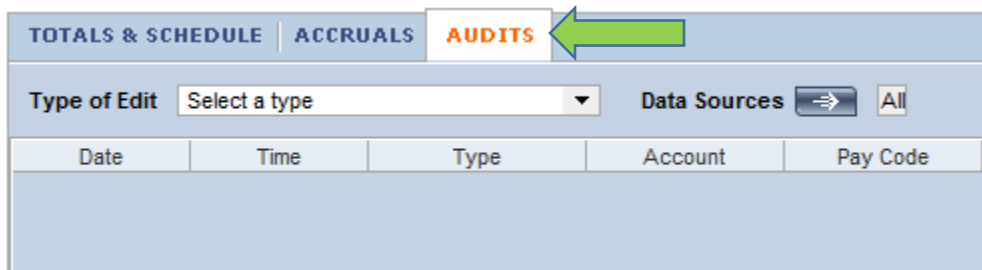 TOTALS & SCHEDULE ACCRUALS AUDITS
Type of Edit Select a type Data Sources All
Date Time Type Account Pay Code